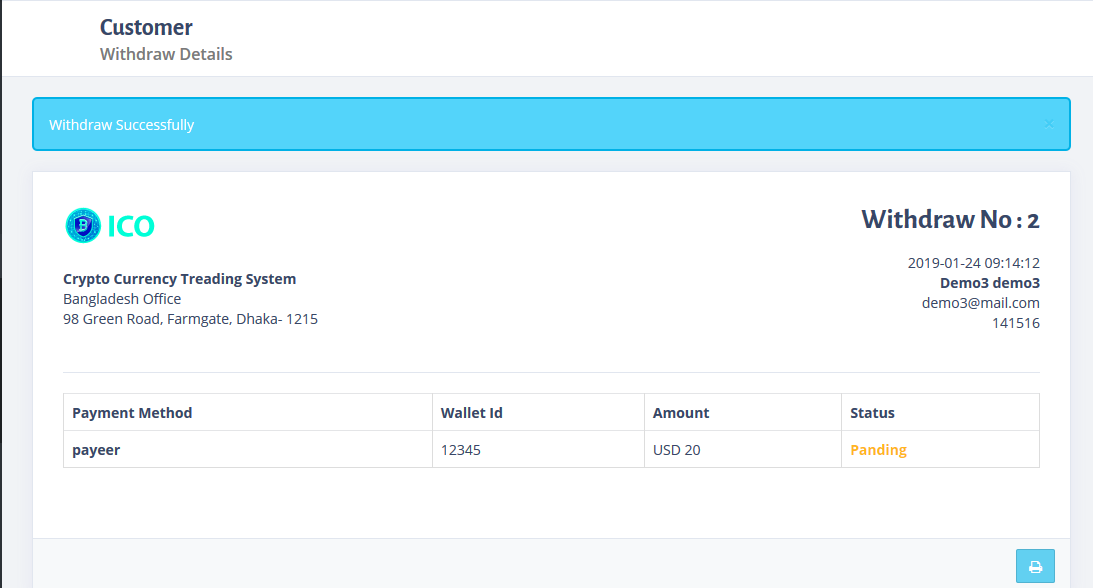 Customer
Withdraw Details
Withdraw Successfully
×
B ICO
Withdraw No : 2
2019-01-24 09:14:12
Demo3 demo3
demo3@mail.com
141516
Crypto Currency Treading System
Bangladesh Office
98 Green Road, Farmgate, Dhaka- 1215
Payment Method Wallet Id Amount Status
payeer 12345 USD 20 Panding